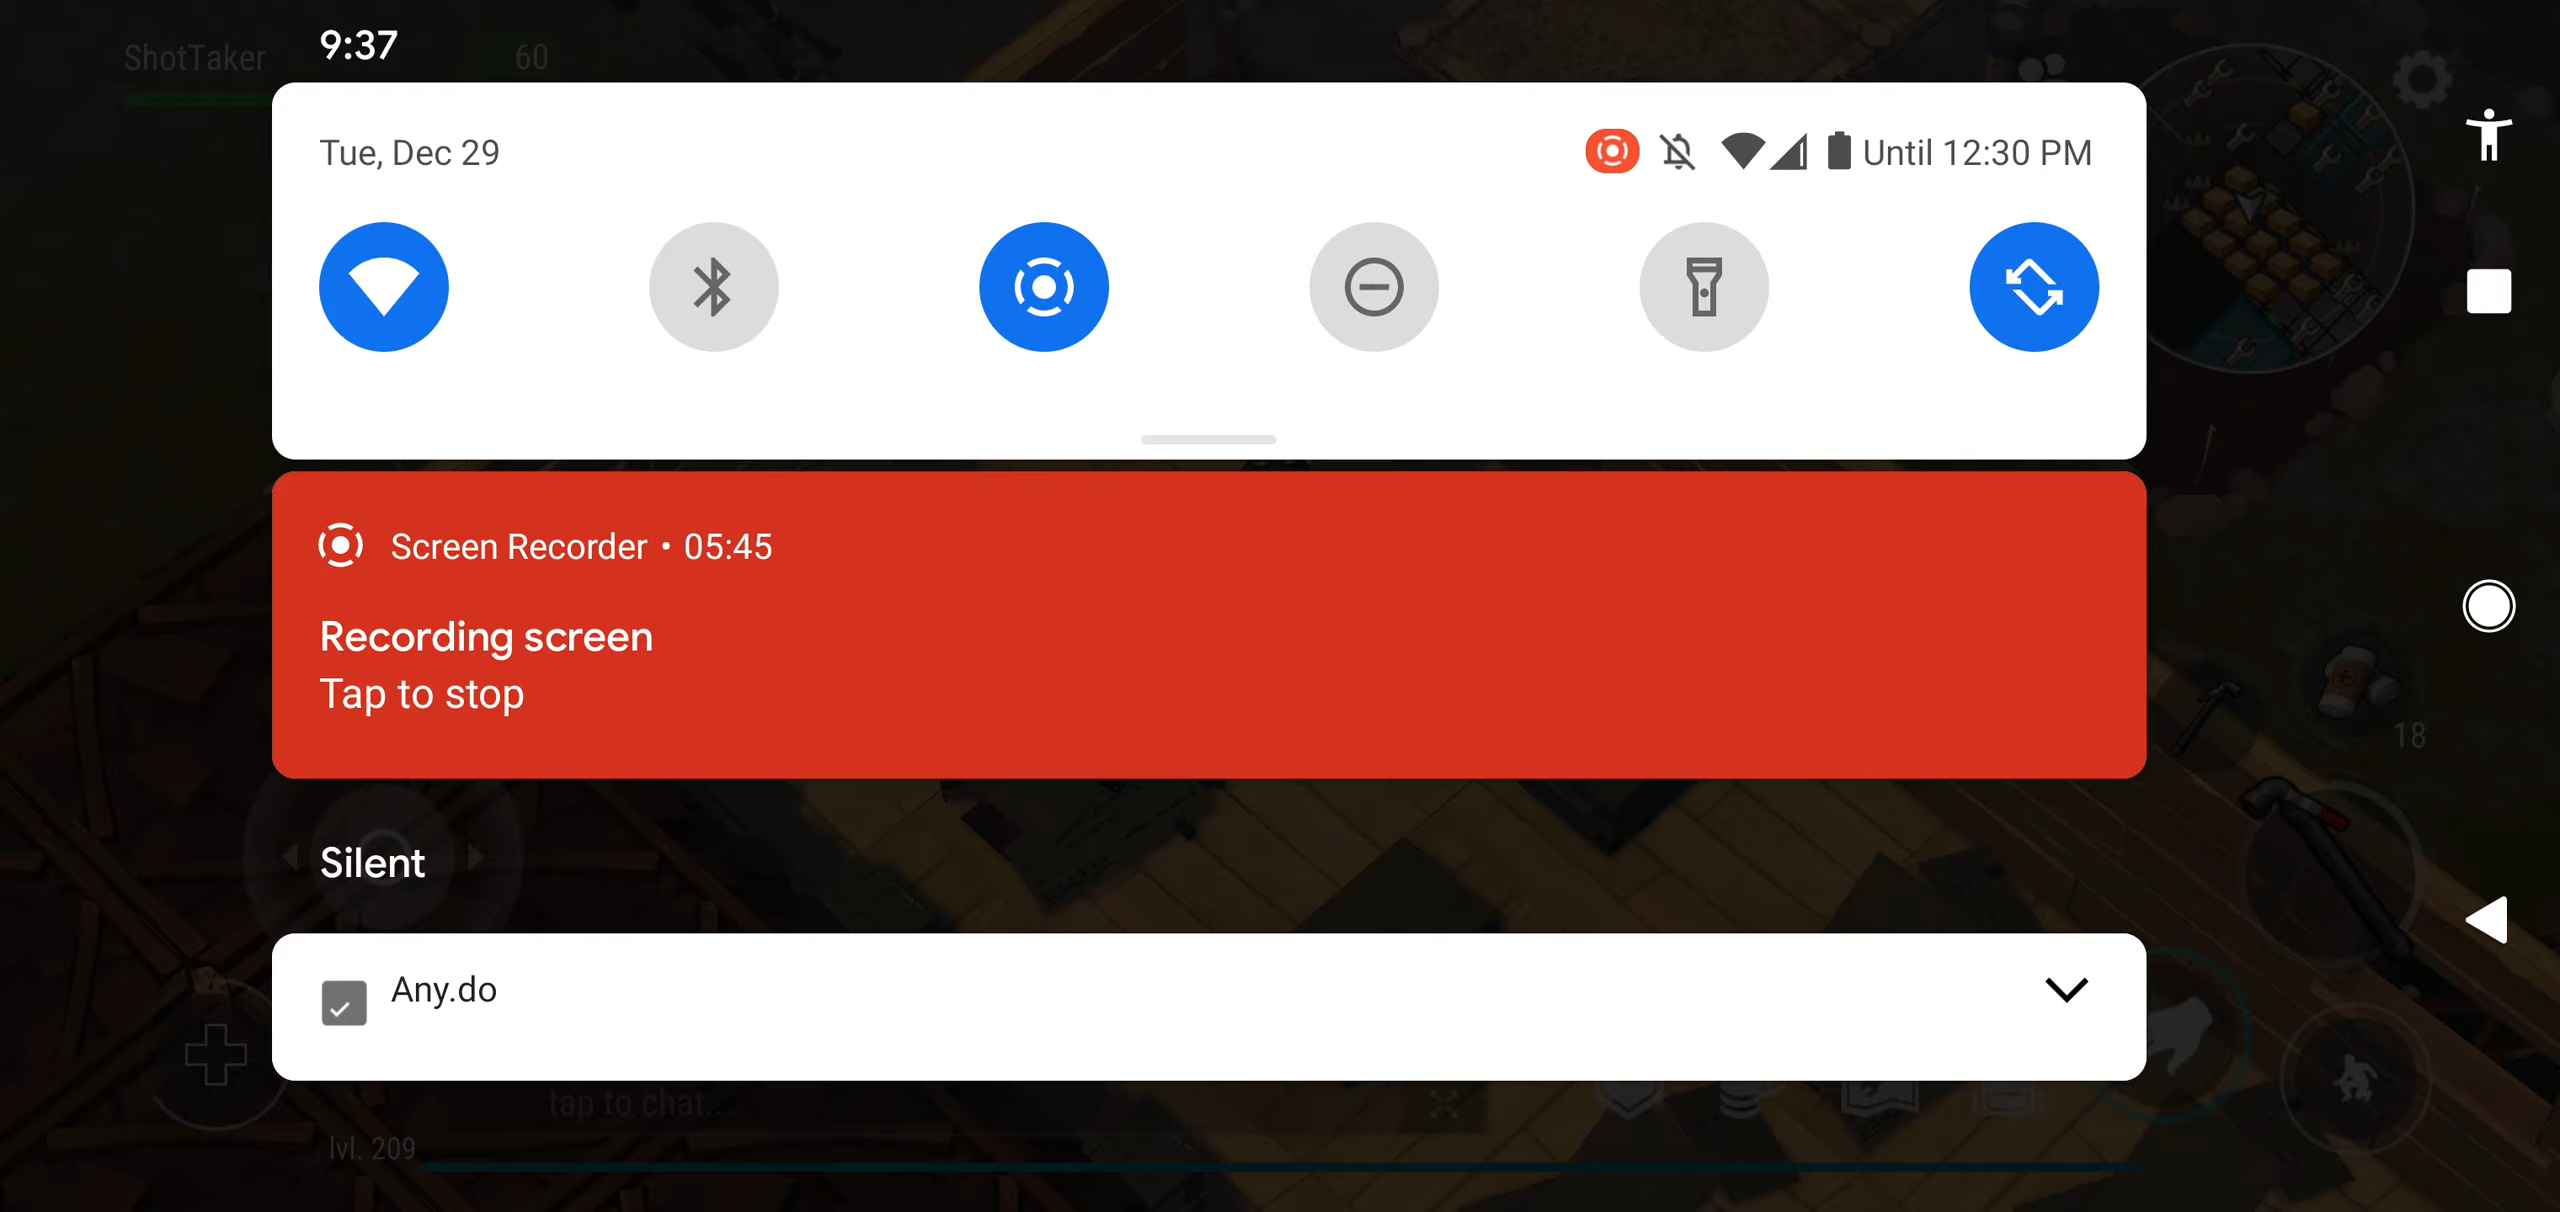 ShotTaker 60
9:37
Tue, Dec 29
Until 12:30 PM
Screen Recorder • 05:45
Recording screen
Tap to stop
18
Silent
Any.do
tap to chat...
lvl. 209